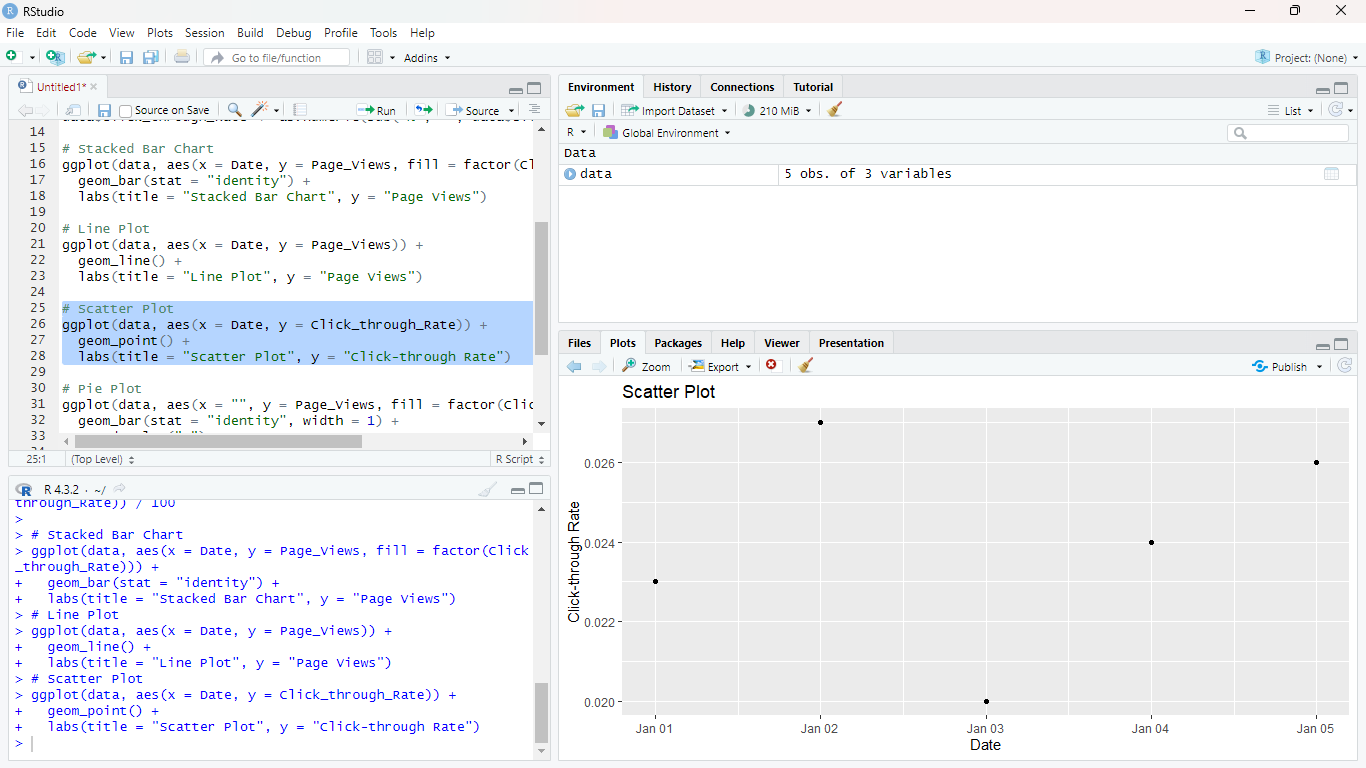 RStudio
File Edit Code View Plots Session Build Debug Profile Tools Help
Go to file/function Addins Project: (None)
Untitled1*
Source on Save Run Source
14
15 # Stacked Bar Chart
16 ggplot(data, aes(x = Date, y = Page_Views, fill = factor(Cl
17 geom_bar(stat = "identity") +
18 labs(title = "Stacked Bar Chart", y = "Page Views")
19
20 # Line Plot
21 ggplot(data, aes(x = Date, y = Page_Views)) +
22 geom_line() +
23 labs(title = "Line Plot", y = "Page Views")
24
25 # Scatter Plot
26 ggplot(data, aes(x = Date, y = Click_through_Rate)) +
27 geom_point() +
28 labs(title = "Scatter Plot", y = "Click-through Rate")
29
30 # Pie Plot
31 ggplot(data, aes(x = "", y = Page_Views, fill = factor(Clic
32 geom_bar(stat = "identity", width = 1) +
33
25:1 (Top Level) R Script
R 4.3.2 · ~/
through_Rate)) / 100
>
> # Stacked Bar Chart
> ggplot(data, aes(x = Date, y = Page_Views, fill = factor(Click
_through_Rate))) +
+ geom_bar(stat = "identity") +
+ labs(title = "Stacked Bar Chart", y = "Page Views")
> # Line Plot
> ggplot(data, aes(x = Date, y = Page_Views)) +
+ geom_line() +
+ labs(title = "Line Plot", y = "Page Views")
> # Scatter Plot
> ggplot(data, aes(x = Date, y = Click_through_Rate)) +
+ geom_point() +
+ labs(title = "Scatter Plot", y = "Click-through Rate")
>
Environment History Connections Tutorial
Import Dataset 210 MiB List
R Global Environment
Data
data 5 obs. of 3 variables
Files Plots Packages Help Viewer Presentation
Zoom Export Publish
Scatter Plot
Click-through Rate
0.026
0.024
0.022
0.020
Jan 01 Jan 02 Jan 03 Jan 04 Jan 05
Date